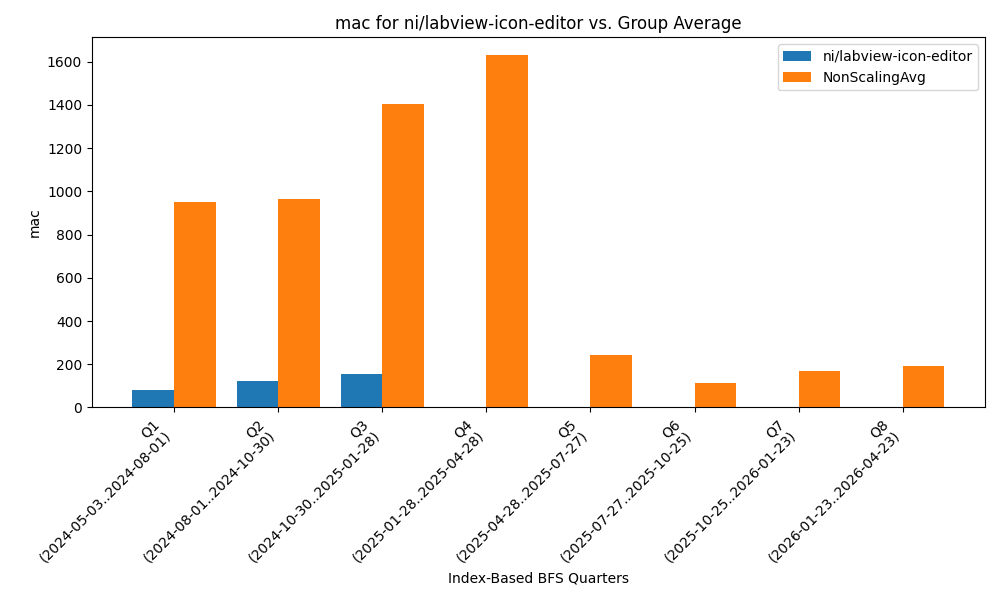 mac for ni/labview-icon-editor vs. Group Average
ni/labview-icon-editor
NonScalingAvg
mac
1600
1400
1200
1000
800
600
400
200
0
Q1
(2024-05-03..2024-08-01)
Q2
(2024-08-01..2024-10-30)
Q3
(2024-10-30..2025-01-28)
Q4
(2025-01-28..2025-04-28)
Q5
(2025-04-28..2025-07-27)
Q6
(2025-07-27..2025-10-25)
Q7
(2025-10-25..2026-01-23)
Q8
(2026-01-23..2026-04-23)
Index-Based BFS Quarters